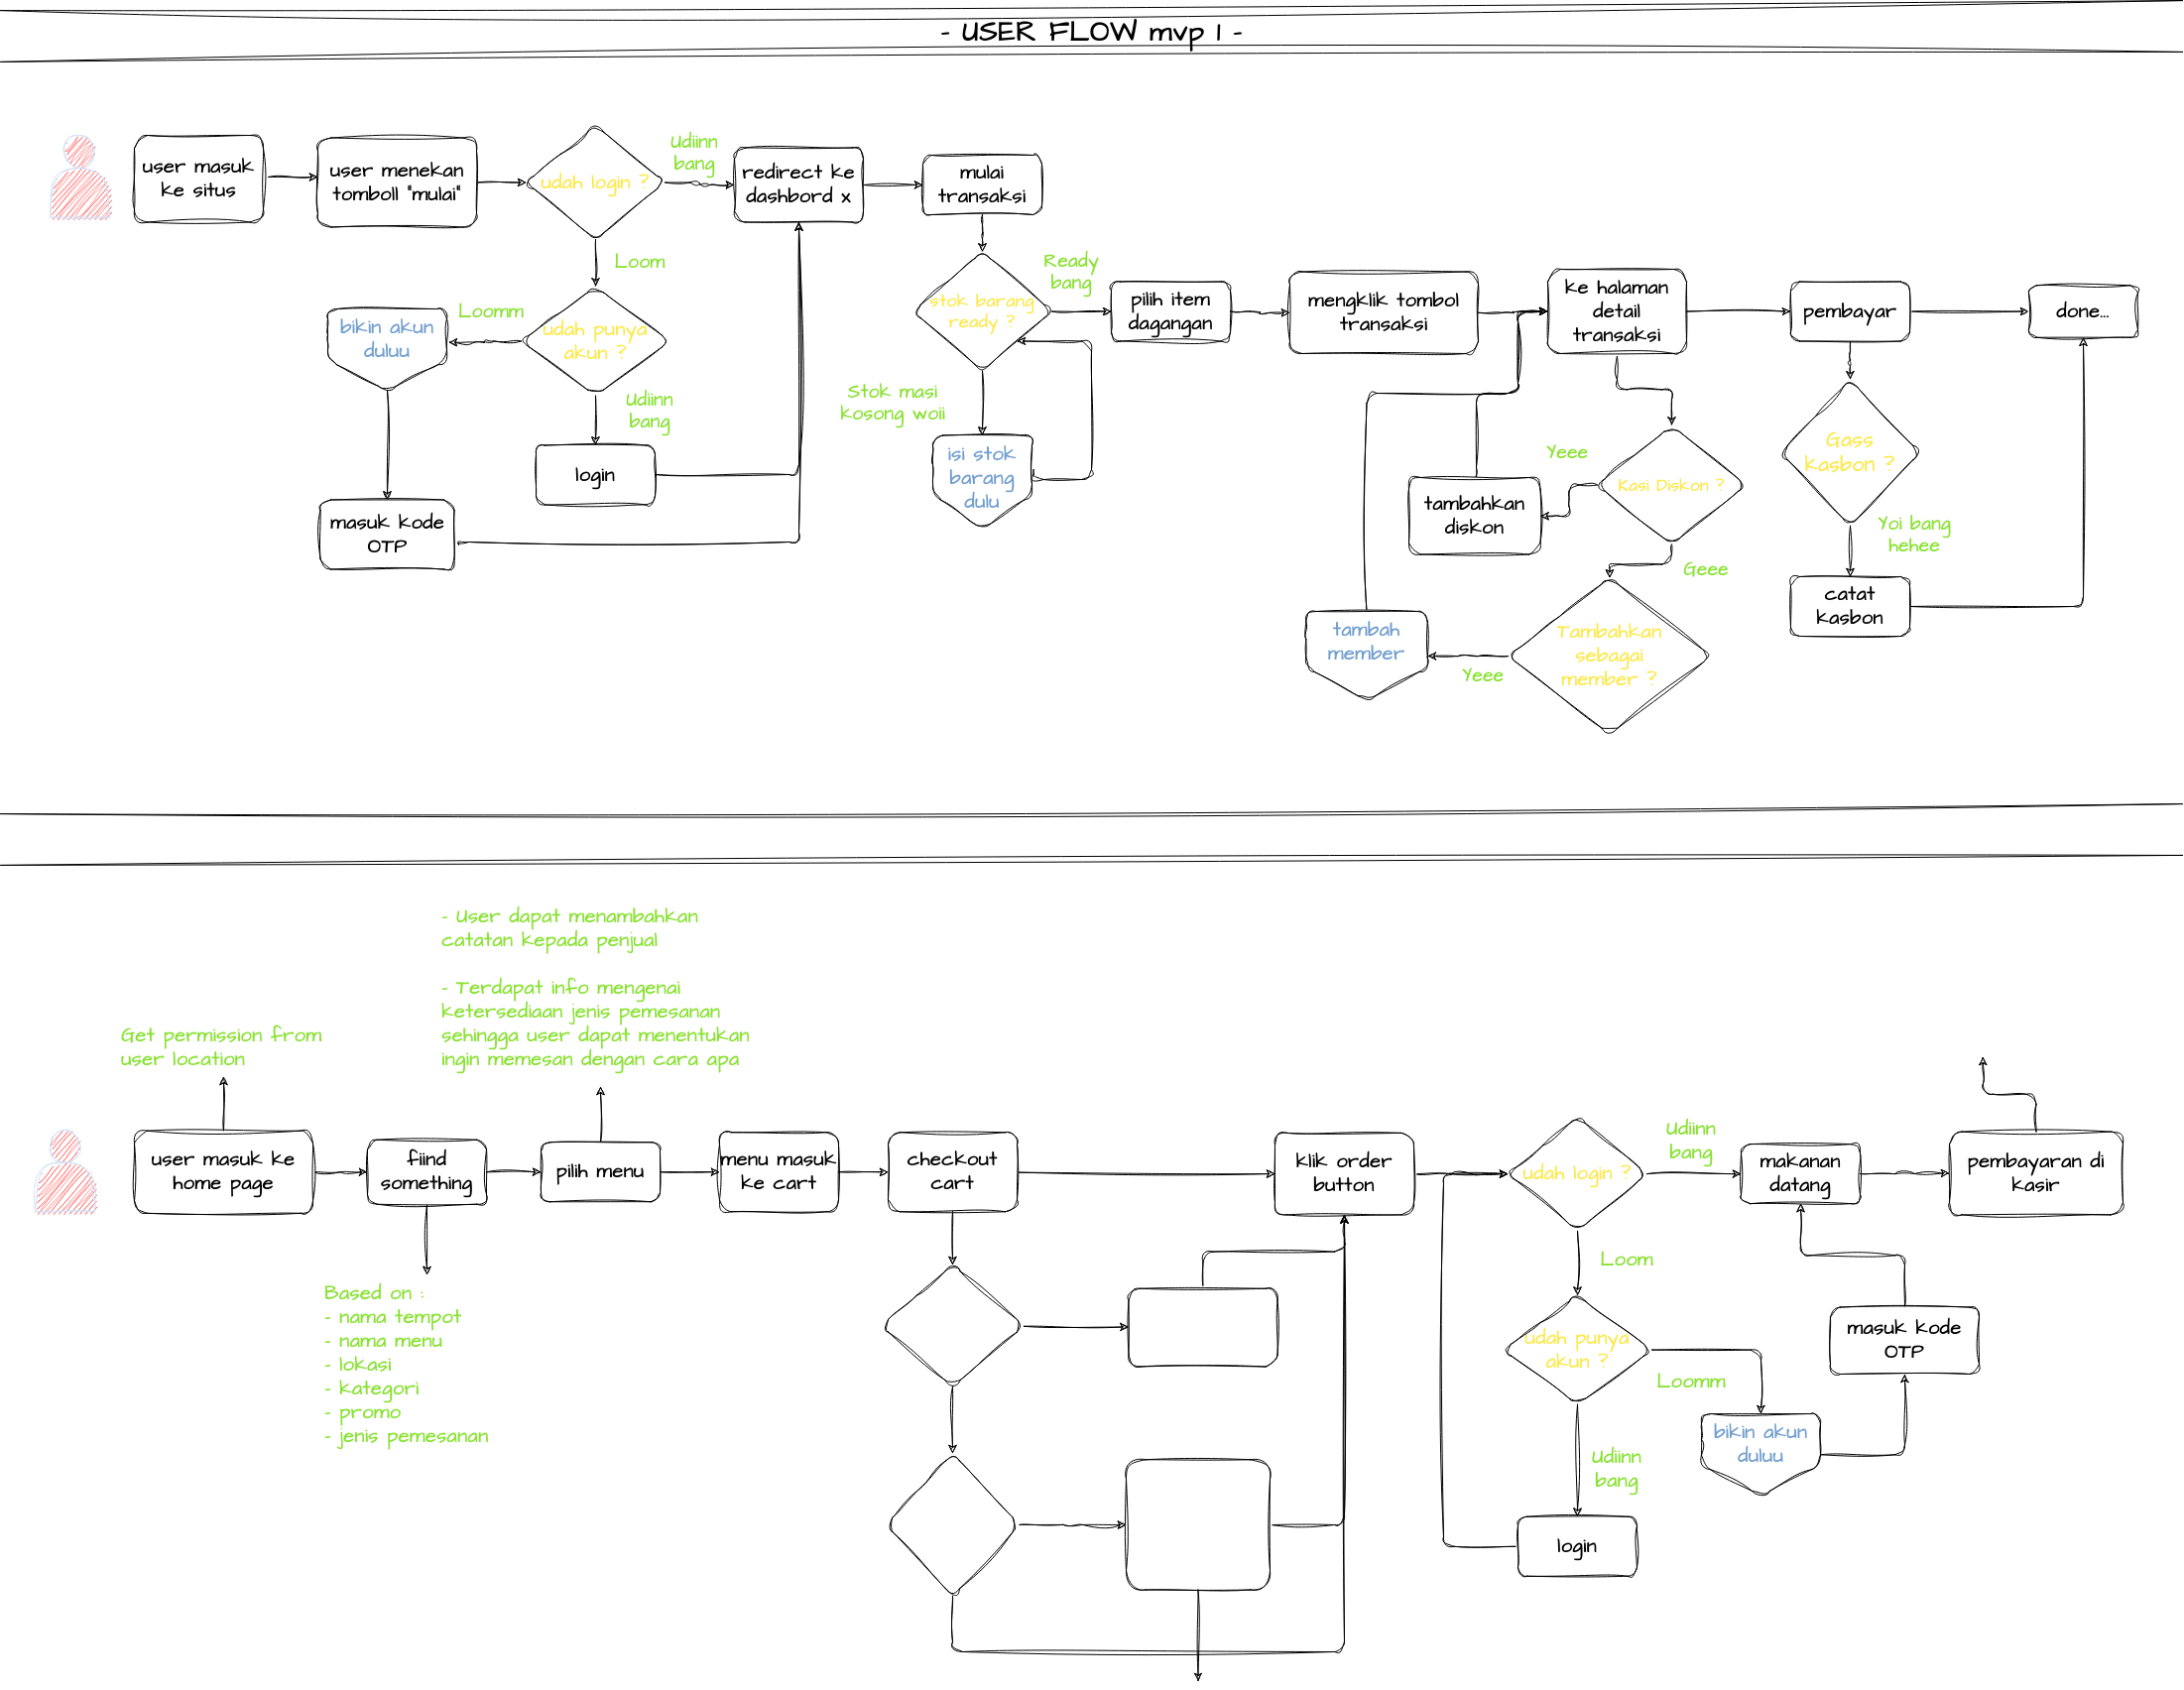 - USER FLOW mvp 1 -
user masuk
ke situs
user menekan
tomboll "mulai"
udah login ?
Udiinn
bang
redirect ke
dashbord x
mulai
transaksi
Loom
bikin akun
duluu
Loomm
udah punya
akun ?
Udiinn
bang
login
masuk kode
OTP
stok barang
ready ?
Ready
bang
Stok masi
kosong woii
isi stok
barang
dulu
pilih item
dagangan
mengklik tombol
transaksi
ke halaman
detail
transaksi
pembayar
done...
Yeee
Kasi Diskon ?
tambahkan
diskon
Geee
Tambahkan
sebagai
member ?
Yeee
tambah
member
Gass
kasbon ?
Yoi bang
hehee
catat
kasbon
- User dapat menambahkan
catatan kepada penjual
- Terdapat info mengenai
ketersediaan jenis pemesanan
sehingga user dapat menentukan
ingin memesan dengan cara apa
Get permission from
user location
user masuk ke
home page
fiind
something
pilih menu
menu masuk
ke cart
checkout
cart
klik order
button
udah login ?
Udiinn
bang
makanan
datang
pembayaran di
kasir
Based on :
- nama tempot
- nama menu
- lokasi
- kategori
- promo
- jenis pemesanan
Loom
udah punya
akun ?
Loomm
masuk kode
OTP
bikin akun
duluu
Udiinn
bang
login